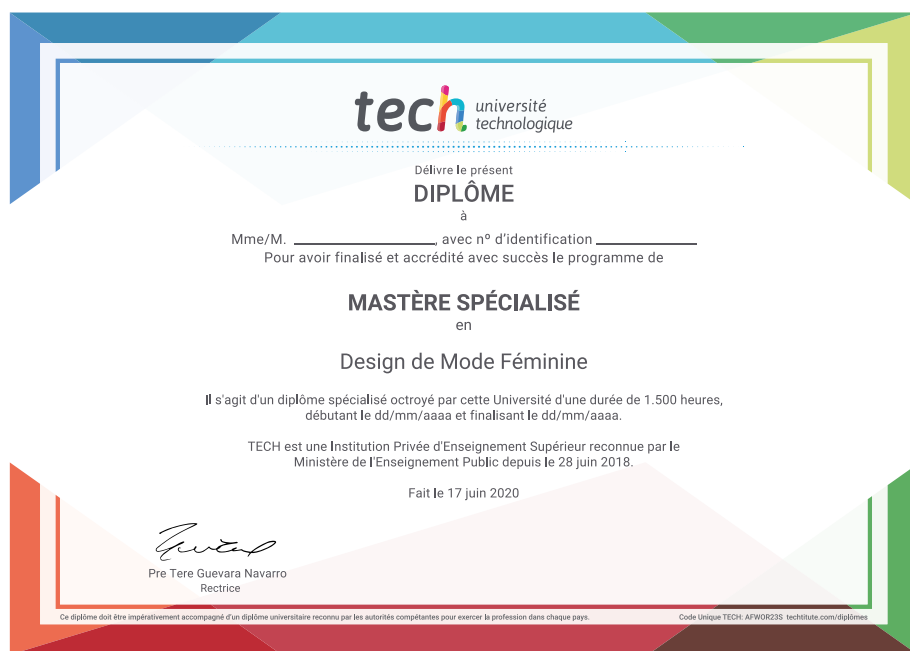 tech université
technologique
Délivre le présent
DIPLÔME
à
Mme/M. ____________________, avec nº d'identification ______________
Pour avoir finalisé et accrédité avec succès le programme de
MASTÈRE SPÉCIALISÉ
en
Design de Mode Féminine
Il s'agit d'un diplôme spécialisé octroyé par cette Université d'une durée de 1.500 heures,
débutant le dd/mm/aaaa et finalisant le dd/mm/aaaa.
TECH est une Institution Privée d'Enseignement Supérieur reconnue par le
Ministère de l'Enseignement Public depuis le 28 juin 2018.
Fait le 17 juin 2020
Pre Tere Guevara Navarro
Rectrice
Ce diplôme doit être impérativement accompagné d'un diplôme universitaire reconnu par les autorités compétantes pour exercer la profession dans chaque pays.
Code Unique TECH: AFWOR23S techtitute.com/diplômes